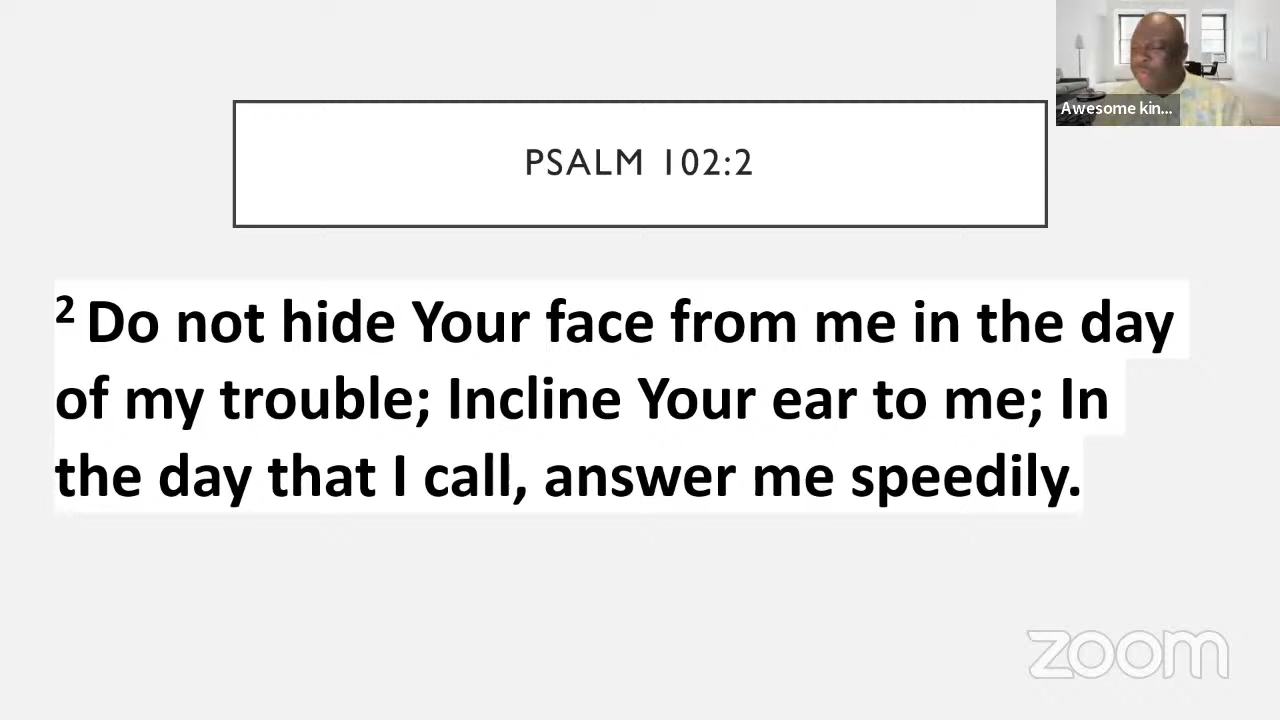 Awesome kin...
PSALM 102:2
2 Do not hide Your face from me in the day
of my trouble; Incline Your ear to me; In
the day that I call, answer me speedily.
zoom